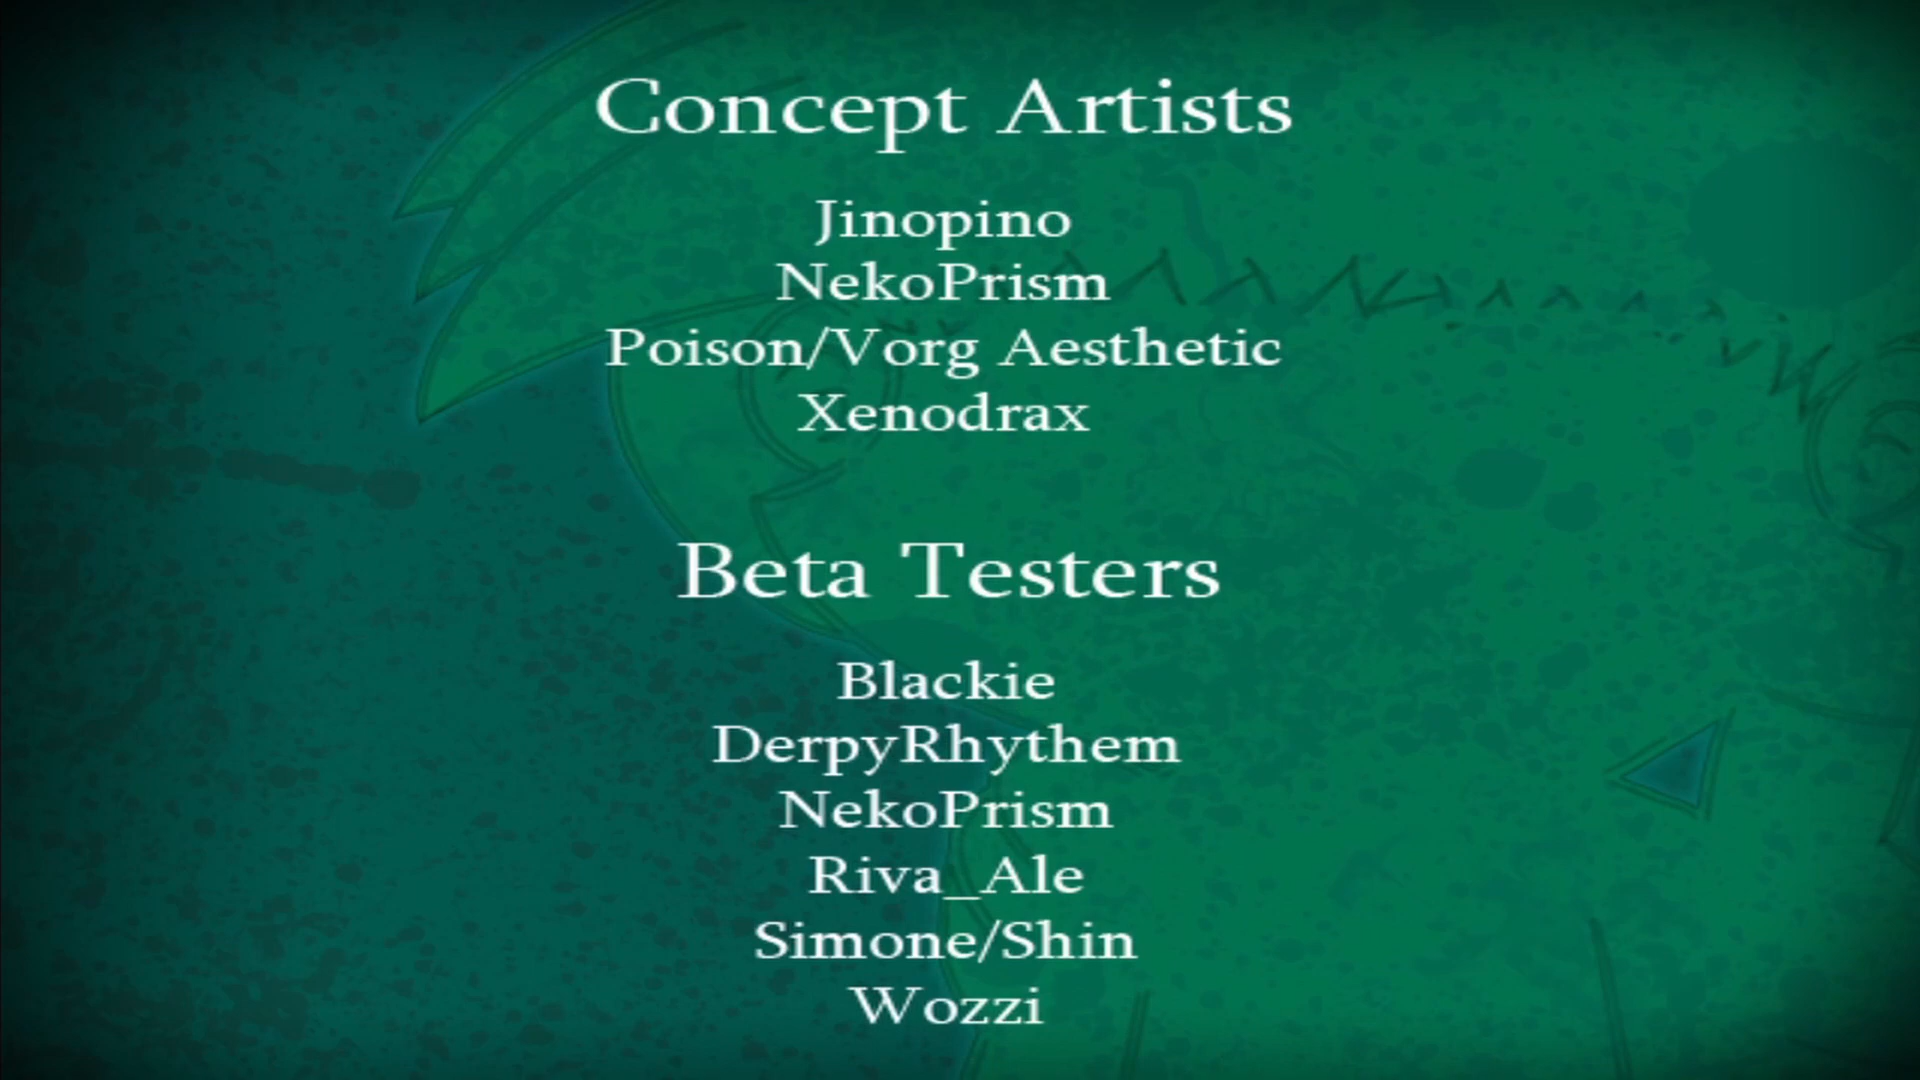 Concept Artists
Jinopino
NekoPrism
Poison/Vorg Aesthetic
Xenodrax
Beta Testers
Blackie
DerpyRhythem
NekoPrism
Riva_Ale
Simone/Shin
Wozzi